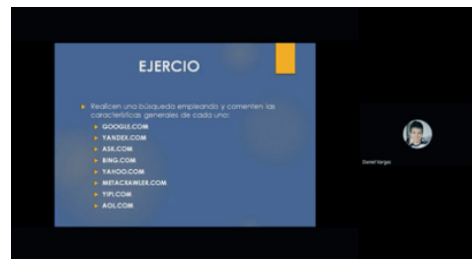 EJERCIO
Realicen una búsqueda empleando y comenten las
características generales de cada uno:
GOOGLE.COM
YANDEX.COM
ASK.COM
BING.COM
YAHOO.COM
METACRAWLER.COM
YIPI.COM
AOL.COM
Daniel Vargas